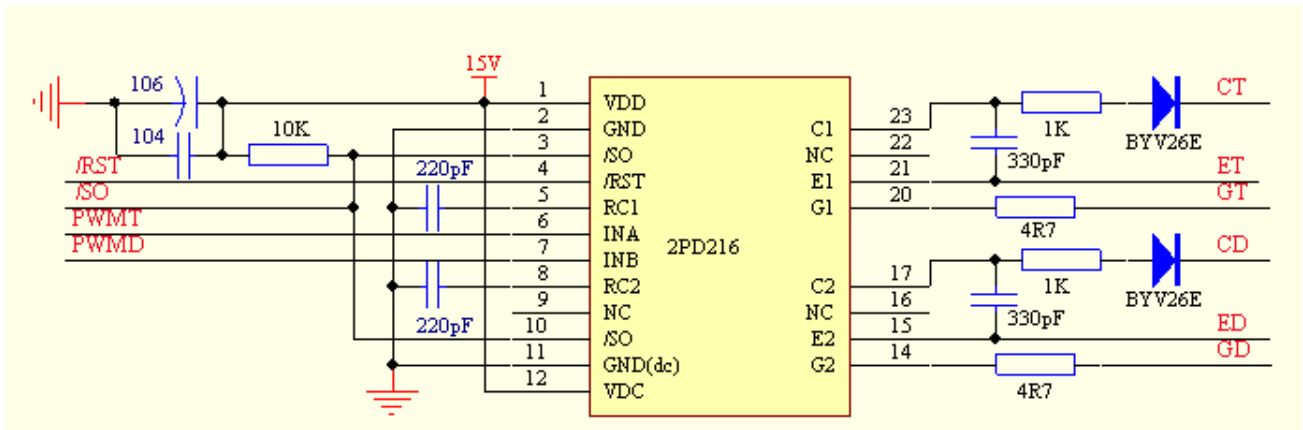 15V
106
104
10K
/RST
/SO
PWMT
PWMD
220pF
220pF
1
2
3
4
5
6
7
8
9
10
11
12
VDD
GND
/SO
/RST
RC1
INA
INB
RC2
NC
/SO
GND(dc)
VDC
2PD216
C1
NC
E1
G1
C2
NC
E2
G2
23
22
21
20
17
16
15
14
1K
BYV26E
CT
330pF
ET
GT
4R7
CD
1K
BYV26E
330pF
ED
GD
4R7